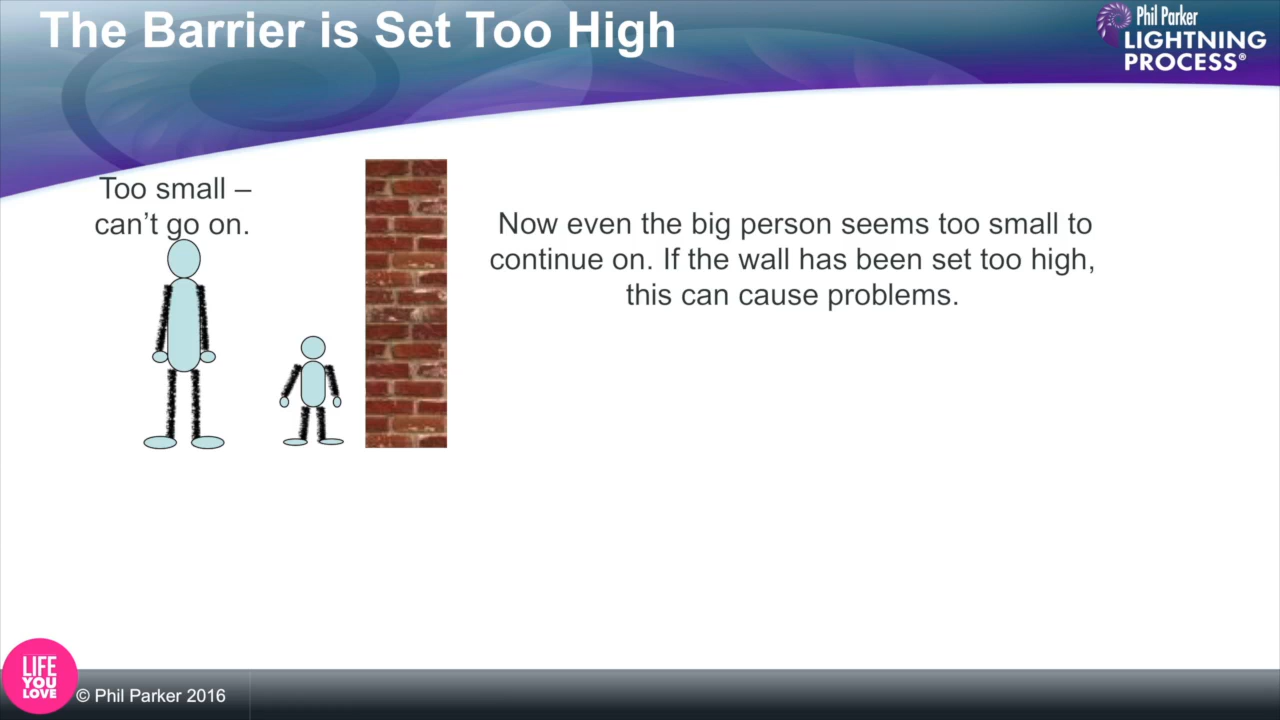 The Barrier is Set Too High
Phil Parker
LIGHTNING
PROCESS®
Too small –
can’t go on.
Now even the big person seems too small to
continue on. If the wall has been set too high,
this can cause problems.
LIFE
YOU
LOVE
© Phil Parker 2016